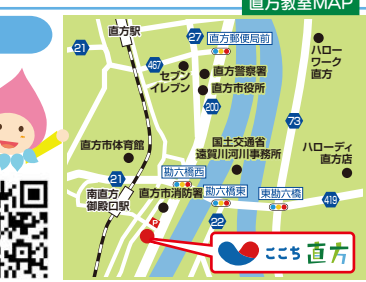 直方教室MAP
直方駅
21
27
直方郵便局前
ハロー
ワーク
直方
467
セブン
イレブン
直方警察署
直方市役所
200
73
直方市体育館
国土交通省
遠賀川河川事務所
ハローデイ
直方店
勘六橋西
21
南直方
御殿口駅
直方市消防署
勘六橋東
東勘六橋
419
P
22
ここち直方